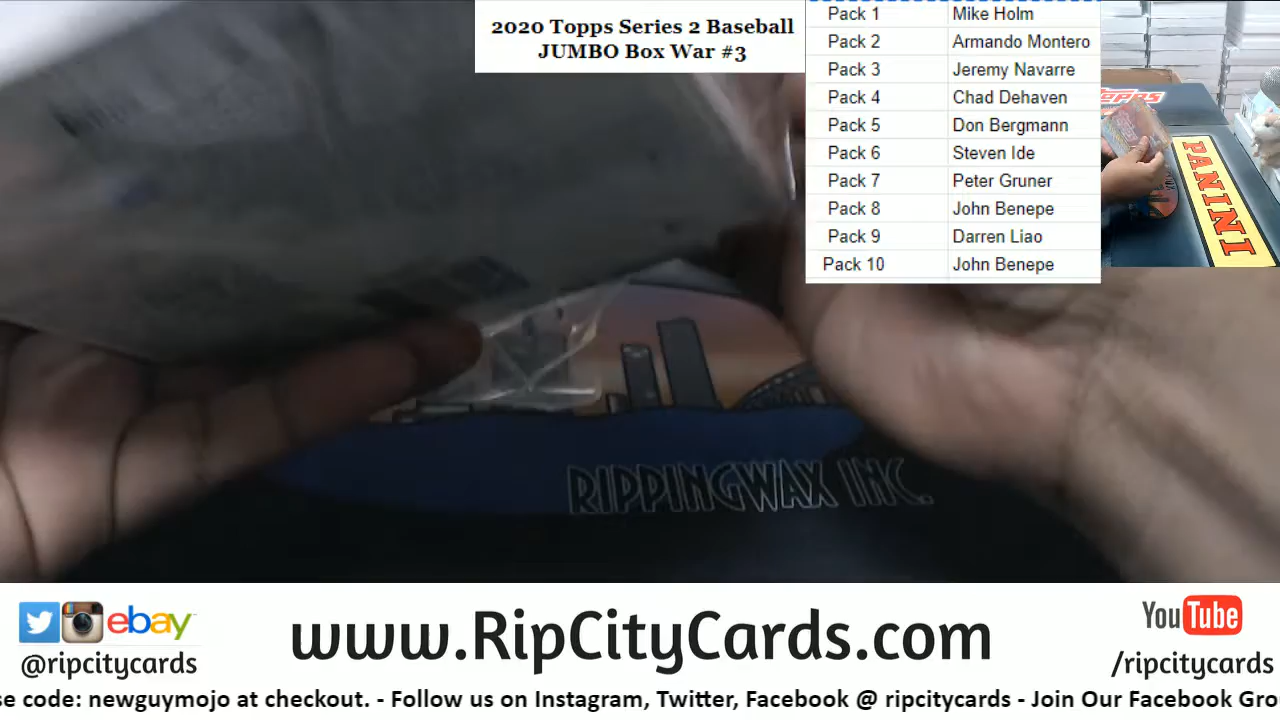 2020 Topps Series 2 Baseball
JUMBO Box War #3
Pack 1 Mike Holm
Pack 2 Armando Montero
Pack 3 Jeremy Navarre
Pack 4 Chad Dehaven
Pack 5 Don Bergmann
Pack 6 Steven Ide
Pack 7 Peter Gruner
Pack 8 John Benepe
Pack 9 Darren Liao
Pack 10 John Benepe
TOPPS
PANINI
RIPPINGWAX INC.
ebay
@ripcitycards
www.RipCityCards.com
YouTube
/ripcitycards
se code: newguymojo at checkout. - Follow us on Instagram, Twitter, Facebook @ ripcitycards - Join Our Facebook Gro